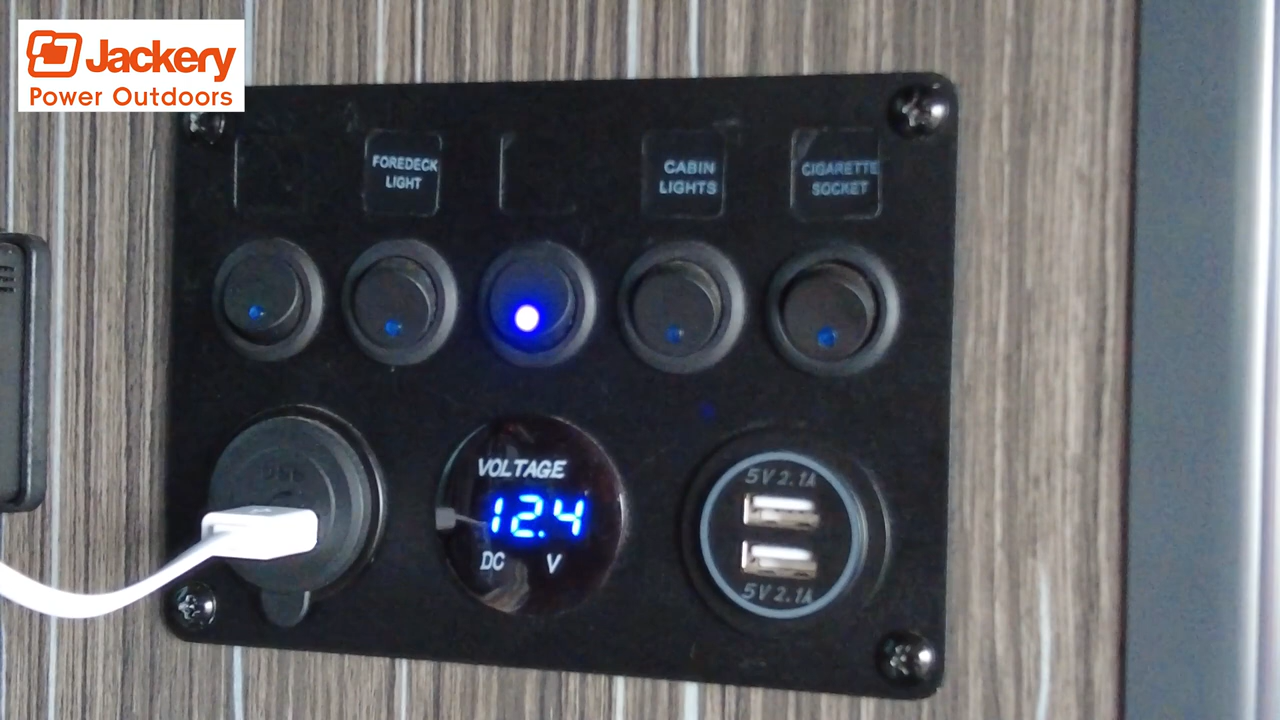 Jackery
Power Outdoors
FOREDECK
LIGHT
CABIN
LIGHTS
CIGARETTE
SOCKET
VOLTAGE
12.4
DC V
5V 2.1A
5V 2.1A